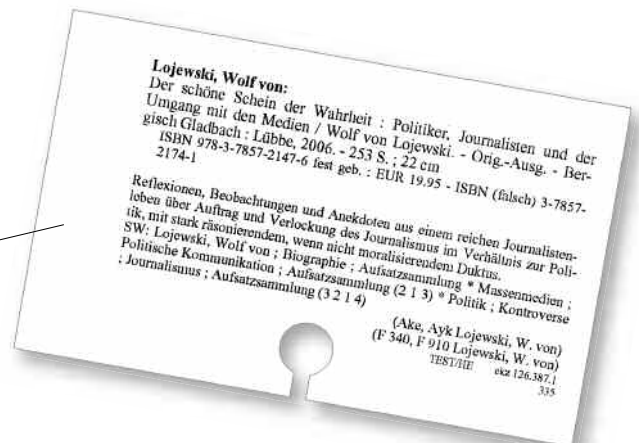 Lojewski, Wolf von:
Der schöne Schein der Wahrheit : Politiker, Journalisten und der
Umgang mit den Medien / Wolf von Lojewski. - Orig.-Ausg. - Ber-
gisch Gladbach : Lübbe, 2006. - 253 S. ; 22 cm
ISBN 978-3-7857-2147-6 fest geb. : EUR 19.95 - ISBN (falsch) 3-7857-
2174-1
Reflexionen, Beobachtungen und Anekdoten aus einem reichen Journalisten-
leben über Auftrag und Verlockung des Journalismus im Verhältnis zur Poli-
tik, mit stark räsonierendem, wenn nicht moralisierendem Duktus.
SW: Lojewski, Wolf von ; Biographie ; Aufsatzsammlung * Massenmedien ;
Politische Kommunikation ; Aufsatzsammlung (2 1 3) * Politik ; Kontroverse
; Journalismus ; Aufsatzsammlung (3 2 1 4)
(Ake, Ayk Lojewski, W. von)
(F 340, F 910 Lojewski, W. von)
TEST/HE ekz 126.387.1
335